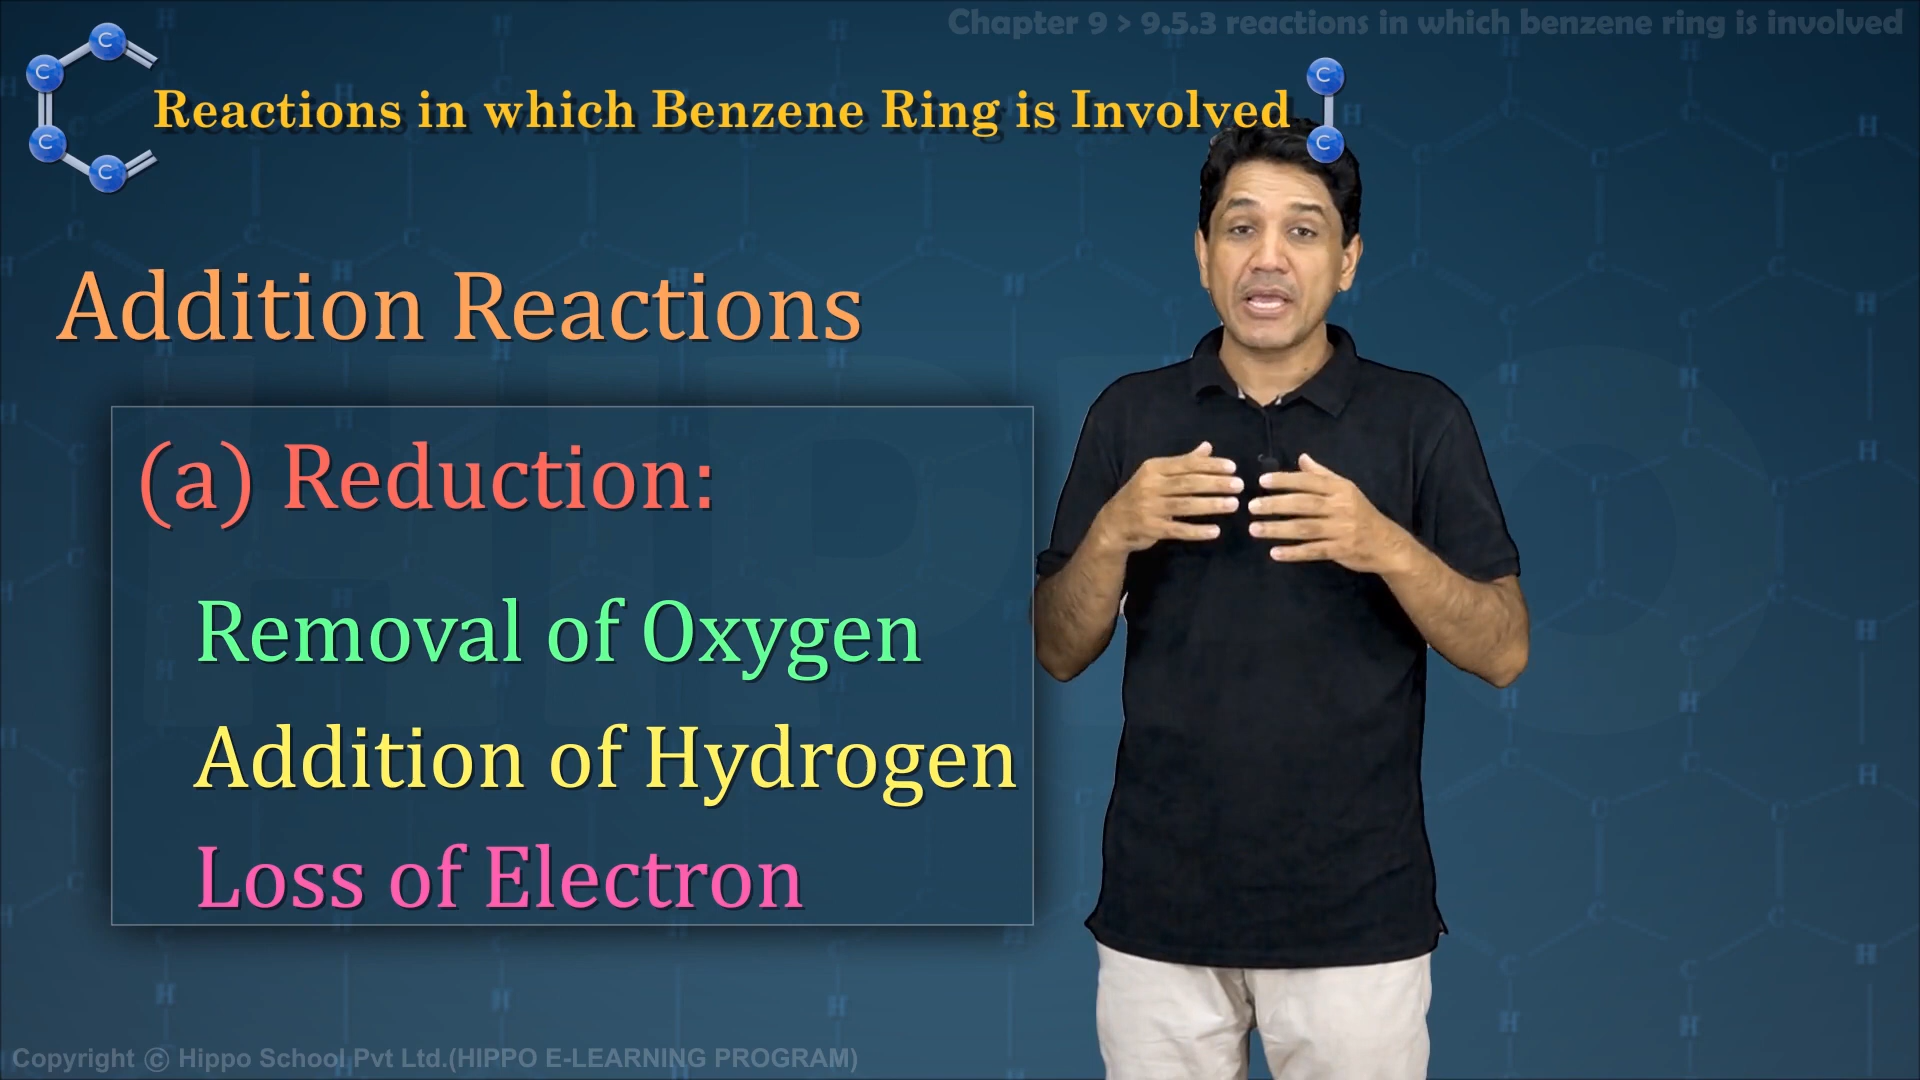 Chapter 9 > 9.5.3 reactions in which benzene ring is involved
Reactions in which Benzene Ring is Involved
Addition Reactions
(a) Reduction:
Removal of Oxygen
Addition of Hydrogen
Loss of Electron
Copyright © Hippo School Pvt Ltd.(HIPPO E-LEARNING PROGRAM)